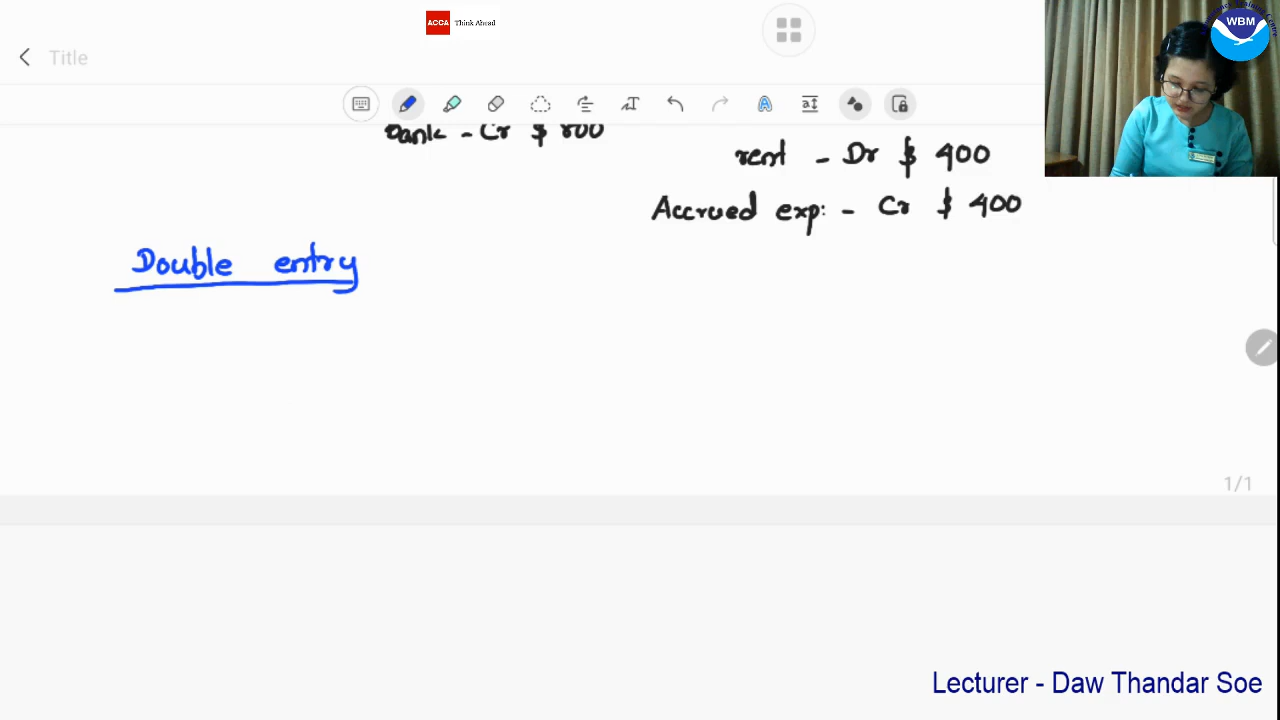 ACCA Think Ahead
WBM
Title
bank - Cr $ 800
rent - Dr $ 400
Accrued exp: - Cr $ 400
Double entry
1/1
Lecturer - Daw Thandar Soe